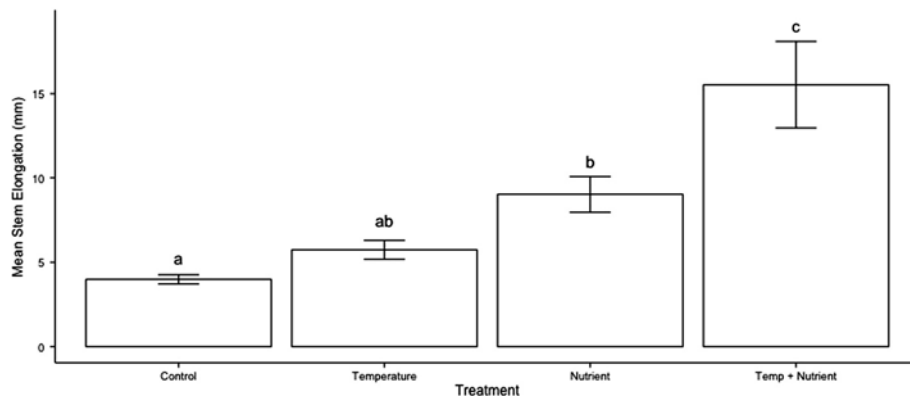 c
15
b
10
ab
5
a
0
Mean Stem Elongation (mm)
Control
Temperature
Nutrient
Temp + Nutrient
Treatment